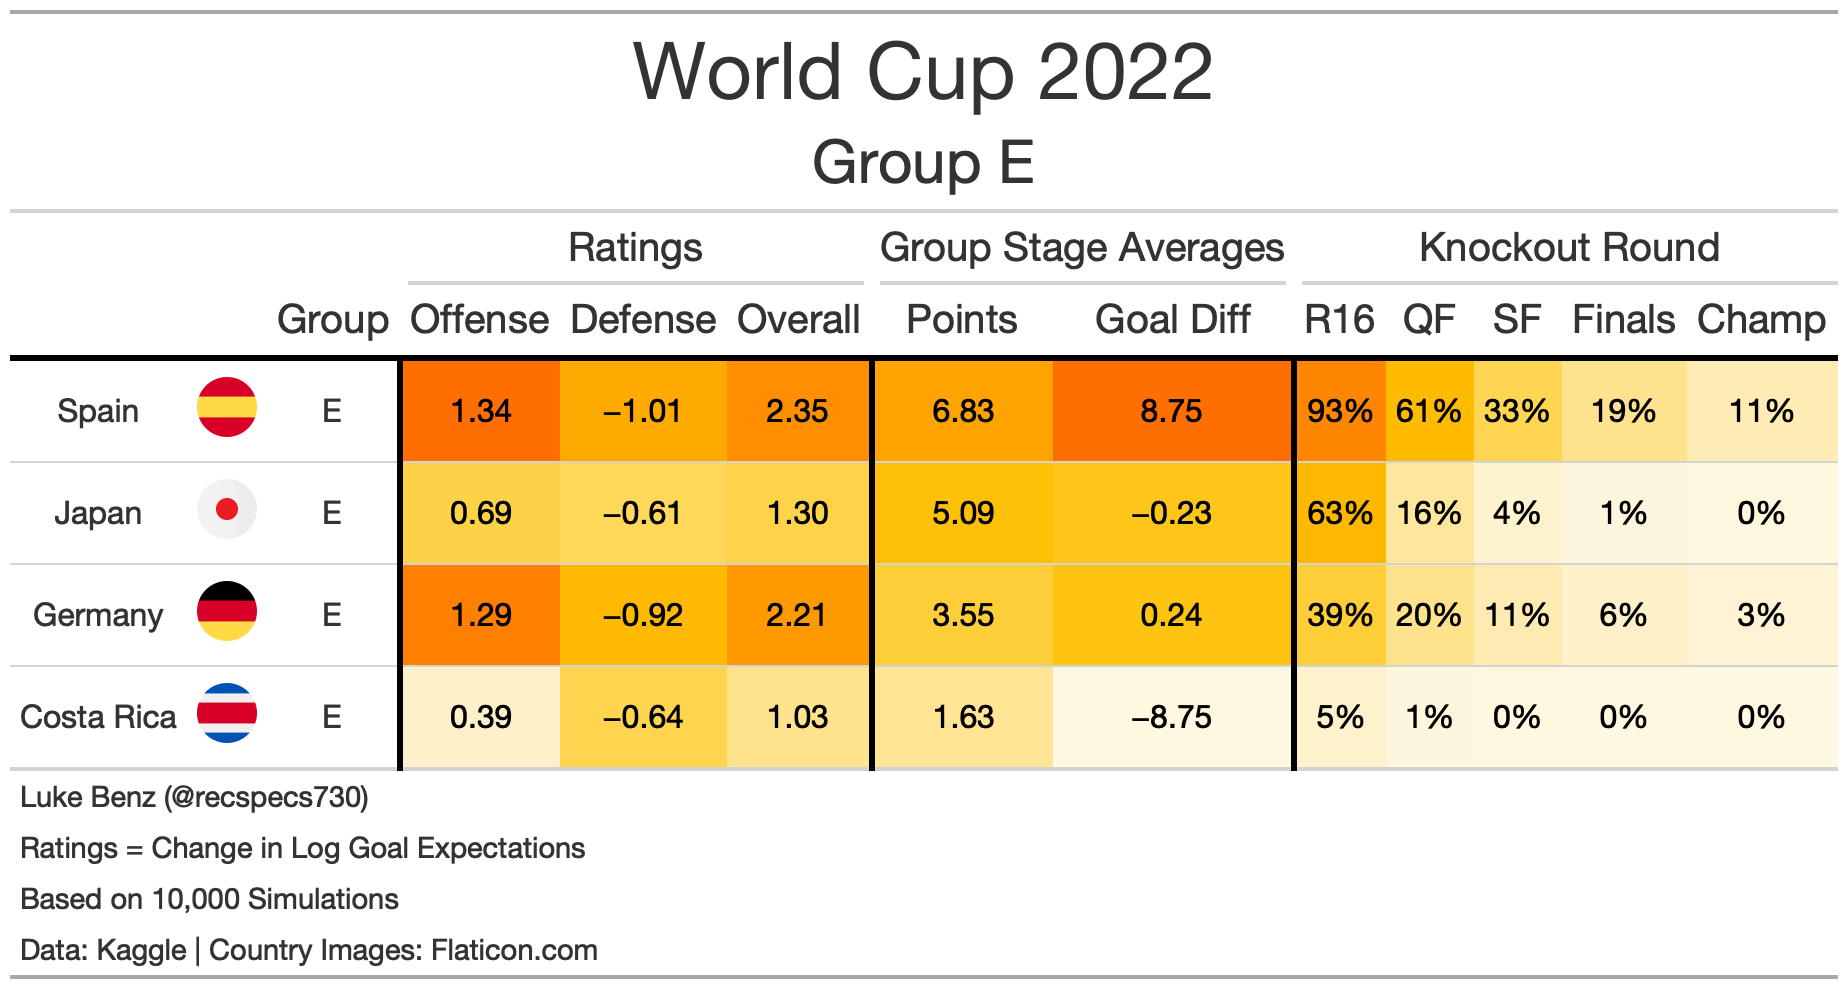 World Cup 2022
Group E
Ratings Group Stage Averages Knockout Round
Group Offense Defense Overall Points Goal Diff R16 QF SF Finals Champ
Spain E 1.34 −1.01 2.35 6.83 8.75 93% 61% 33% 19% 11%
Japan E 0.69 −0.61 1.30 5.09 −0.23 63% 16% 4% 1% 0%
Germany E 1.29 −0.92 2.21 3.55 0.24 39% 20% 11% 6% 3%
Costa Rica E 0.39 −0.64 1.03 1.63 −8.75 5% 1% 0% 0% 0%
Luke Benz (@recspecs730)
Ratings = Change in Log Goal Expectations
Based on 10,000 Simulations
Data: Kaggle | Country Images: Flaticon.com